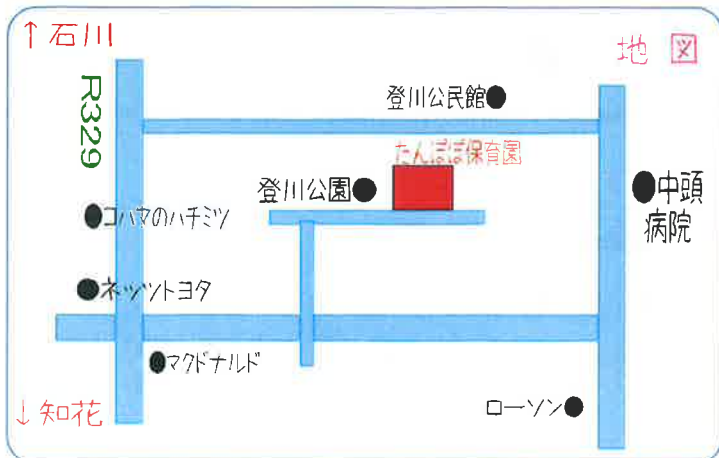 ↑石川
地図
R329
登川公民館
たんぽぽ保育園
登川公園
中頭
病院
コハマのハチミツ
ネッツトヨタ
マクドナルド
ローソン
↓知花